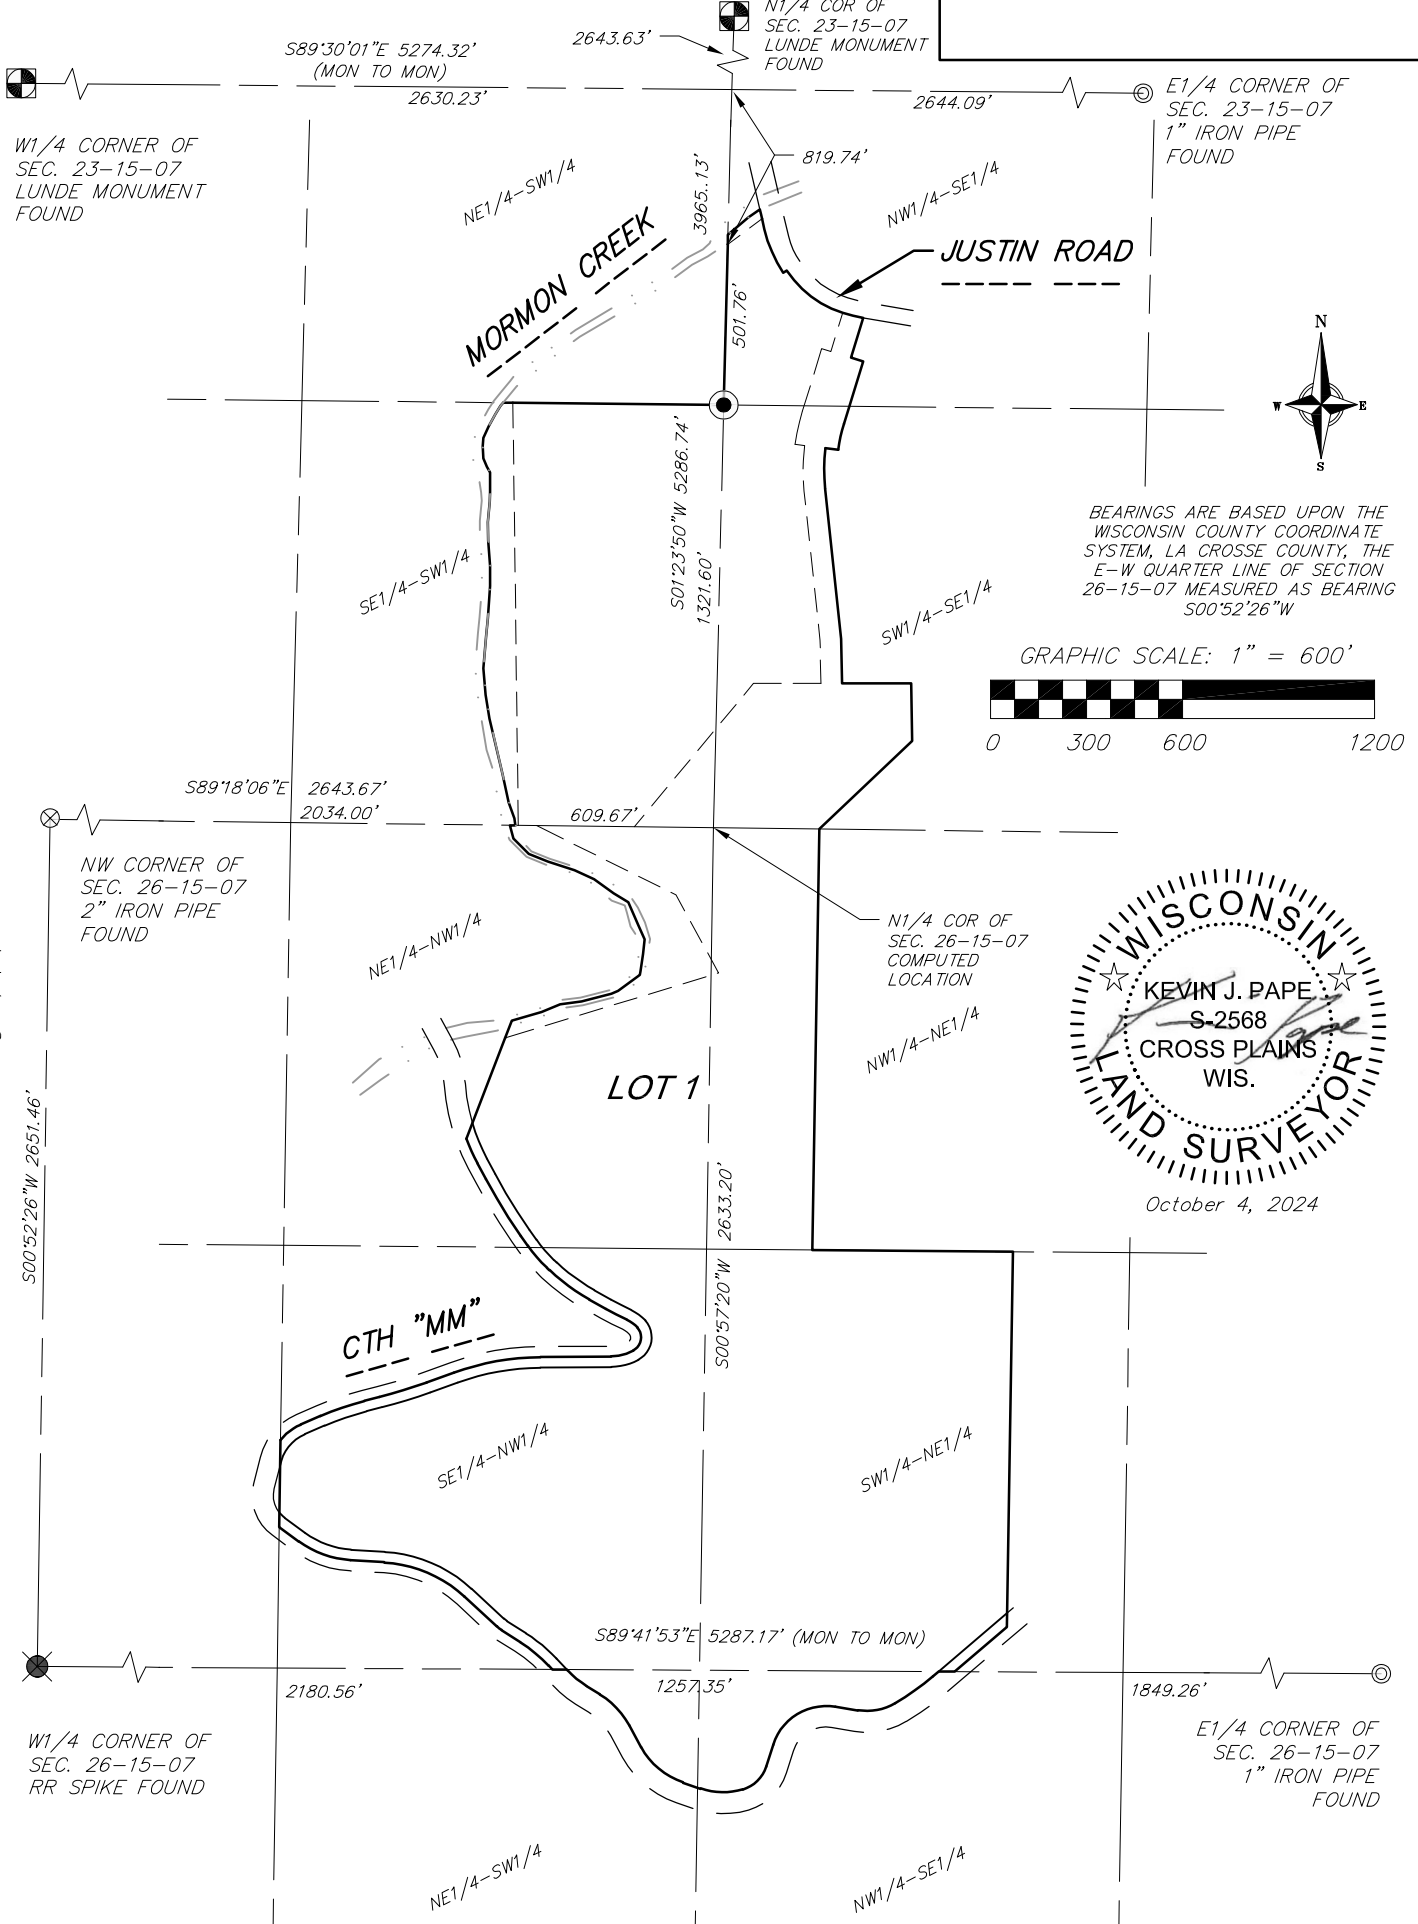 N1/4 COR OF
SEC. 23-15-07
LUNDE MONUMENT
FOUND
2643.63'
S89°30'01"E 5274.32'
(MON TO MON)
2630.23'
2644.09'
E1/4 CORNER OF
SEC. 23-15-07
1" IRON PIPE
FOUND
W1/4 CORNER OF
SEC. 23-15-07
LUNDE MONUMENT
FOUND
819.74'
NE1/4-SW1/4
3965..13'
NW1/4-SE1/4
MORMON CREEK
JUSTIN ROAD
501.76'
N
W
E
S
S01°23'50"W 5286.74'
1321.60'
BEARINGS ARE BASED UPON THE
WISCONSIN COUNTY COORDINATE
SYSTEM, LA CROSSE COUNTY, THE
E-W QUARTER LINE OF SECTION
26-15-07 MEASURED AS BEARING
S00°52'26"W
SE1/4-SW1/4
SW1/4-SE1/4
GRAPHIC SCALE: 1" = 600'
0 300 600 1200
S89°18'06"E 2643.67'
2034.00'
609.67'
NW CORNER OF
SEC. 26-15-07
2" IRON PIPE
FOUND
NE1/4-NW1/4
N1/4 COR OF
SEC. 26-15-07
COMPUTED
LOCATION
NW1/4-NE1/4
WISCONSIN
KEVIN J. PAPE
S-2568
CROSS PLAINS
WIS.
LAND SURVEYOR
October 4, 2024
LOT 1
S00°52'26"W 2651.46'
S00°57'20"W 2633.20'
CTH "MM"
SE1/4-NW1/4
SW1/4-NE1/4
S89°41'53"E 5287.17' (MON TO MON)
2180.56'
1257.35'
1849.26'
W1/4 CORNER OF
SEC. 26-15-07
RR SPIKE FOUND
E1/4 CORNER OF
SEC. 26-15-07
1" IRON PIPE
FOUND
NE1/4-SW1/4
NW1/4-SE1/4